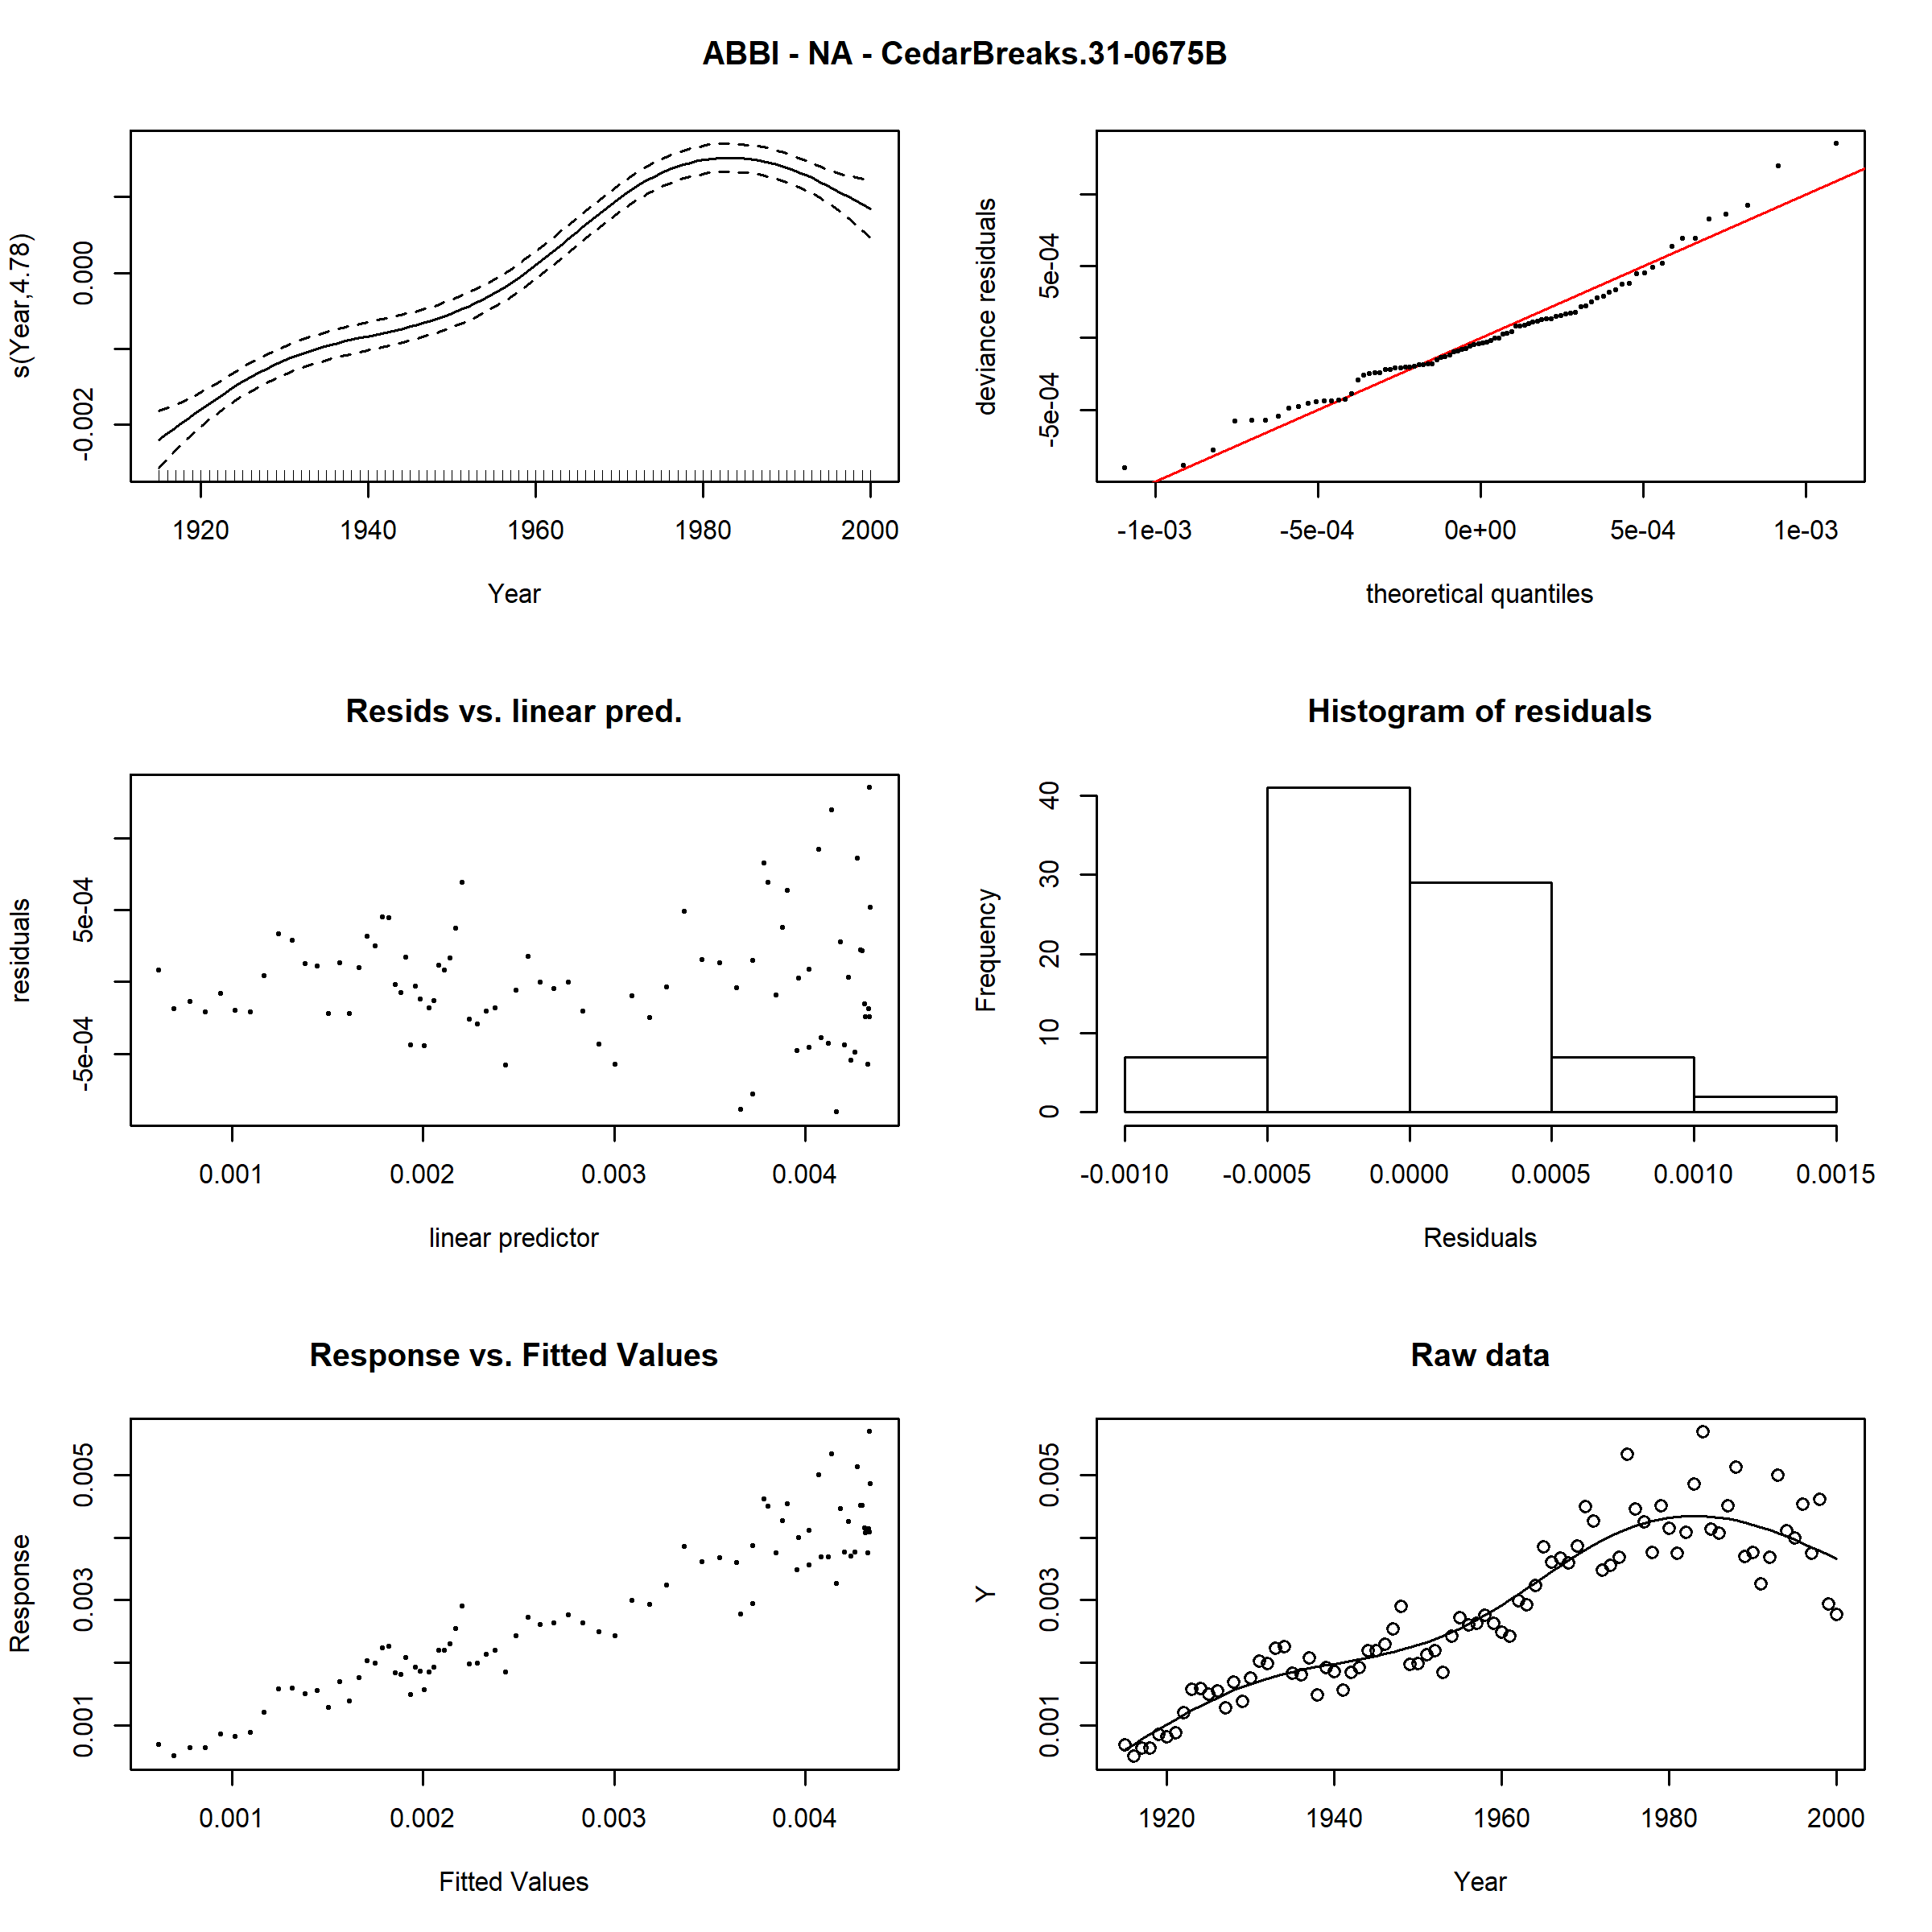 ABBI - NA - CedarBreaks.31-0675B
s(Year,4.78)
0.000
-0.002
1920 1940 1960 1980 2000
Year
deviance residuals
5e-04
-5e-04
-1e-03 -5e-04 0e+00 5e-04 1e-03
theoretical quantiles
Resids vs. linear pred.
residuals
5e-04
-5e-04
0.001 0.002 0.003 0.004
linear predictor
Histogram of residuals
Frequency
40
30
20
10
0
-0.0010 -0.0005 0.0000 0.0005 0.0010 0.0015
Residuals
Response vs. Fitted Values
Response
0.005
0.003
0.001
0.001 0.002 0.003 0.004
Fitted Values
Raw data
Y
0.005
0.003
0.001
1920 1940 1960 1980 2000
Year